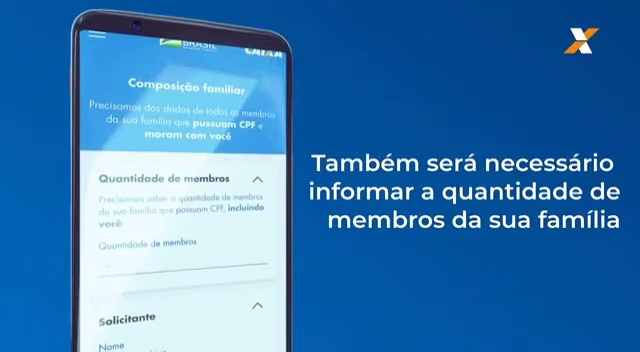 BRASIL
CAIXA
Composição familiar
Precisamos dos dados de todos os membros
da sua família que possuam CPF e
moram com você
Quantidade de membros
Precisamos saber a quantidade de membros
da sua família que possuam CPF, incluindo
você:
Quantidade de membros
Solicitante
Nome
Também será necessário
informar a quantidade de
membros da sua família